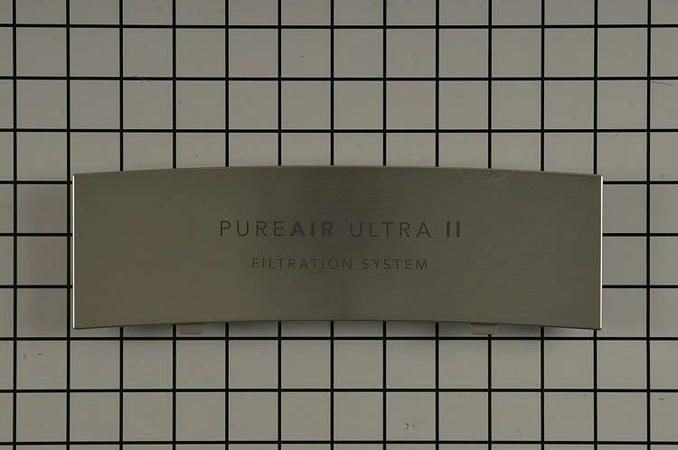 PUREAIR ULTRA II
FILTRATION SYSTEM